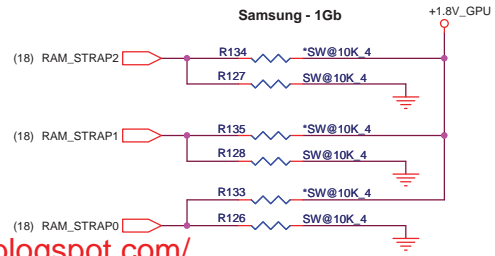 Samsung - 1Gb
+1.8V_GPU
(18) RAM_STRAP2
R134 *SW@10K_4
R127 SW@10K_4
(18) RAM_STRAP1
R135 *SW@10K_4
R128 SW@10K_4
R133 *SW@10K_4
(18) RAM_STRAP0
R126 SW@10K_4
blogspot.com/